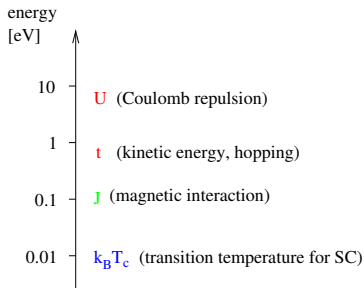 energy
[eV]
10
U (Coulomb repulsion)
1
t (kinetic energy, hopping)
0.1
J (magnetic interaction)
0.01
k_BT_c (transition temperature for SC)